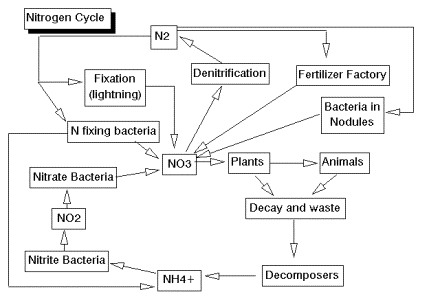 Nitrogen Cycle
N2
Fixation
(lightning)
Denitrification
Fertilizer Factory
Bacteria in
Nodules
N fixing bacteria
NO3
Plants
Animals
Nitrate Bacteria
Decay and waste
NO2
Nitrite Bacteria
NH4+
Decomposers